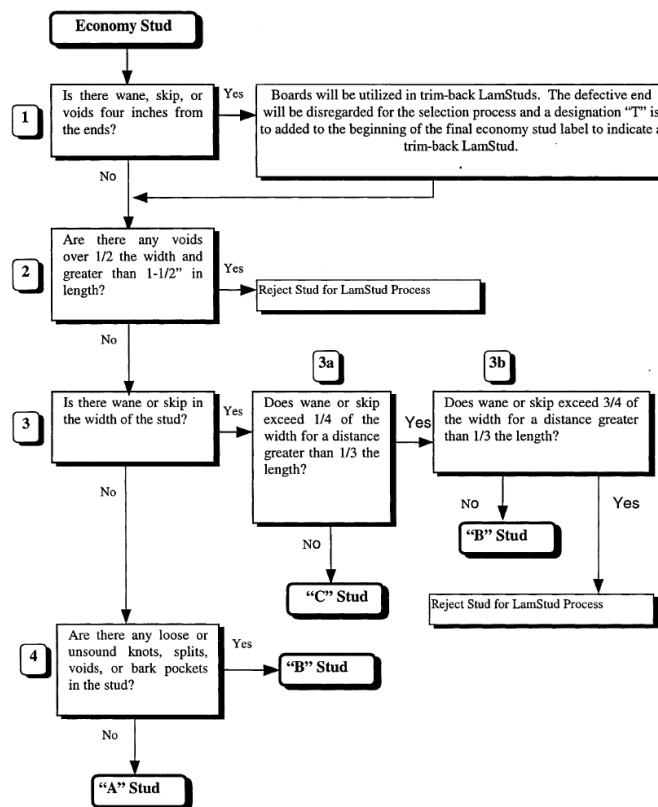 Economy Stud
1
Is there wane, skip, or
voids four inches from
the ends?
Yes
Boards will be utilized in trim-back LamStuds. The defective end
will be disregarded for the selection process and a designation “T” is
to added to the beginning of the final economy stud label to indicate a
trim-back LamStud.
No
2
Are there any voids
over 1/2 the width and
greater than 1-1/2” in
length?
Yes
Reject Stud for LamStud Process
No
3a
3b
3
Is there wane or skip in
the width of the stud?
Yes
Does wane or skip
exceed 1/4 of the
width for a distance
greater than 1/3 the
length?
Yes
Does wane or skip exceed 3/4 of
the width for a distance greater
than 1/3 the length?
No
No
“C” Stud
No
“B” Stud
Yes
Reject Stud for LamStud Process
4
Are there any loose or
unsound knots, splits,
voids, or bark pockets
in the stud?
Yes
“B” Stud
No
“A” Stud